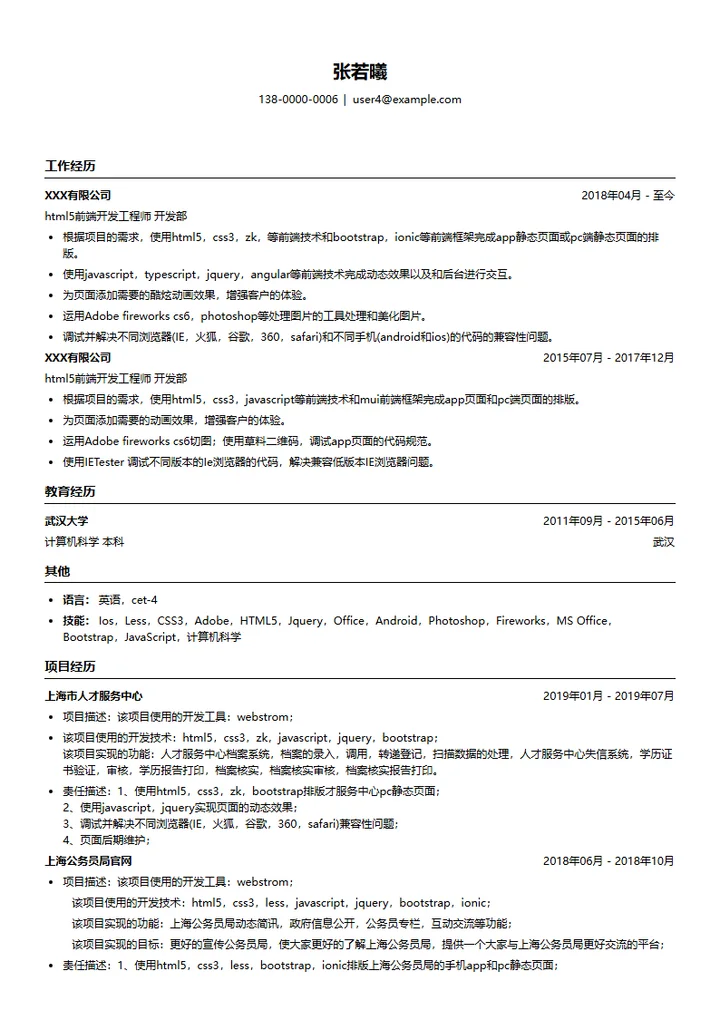 张若曦
138-0000-0006 | user4@example.com
工作经历
XXX有限公司 2018年04月 - 至今
html5前端开发工程师 开发部
• 根据项目的需求，使用html5，css3，zk，等前端技术和bootstrap，ionic等前端框架完成app静态页面或pc端静态页面的排
版。
• 使用javascript，typescript，jquery，angular等前端技术完成动态效果以及和后台进行交互。
• 为页面添加需要的酷炫动画效果，增强客户的体验。
• 运用Adobe fireworks cs6，photoshop等处理图片的工具处理和美化图片。
• 调试并解决不同浏览器(IE，火狐，谷歌，360，safari)和不同手机(android和ios)的代码的兼容性问题。
XXX有限公司 2015年07月 - 2017年12月
html5前端开发工程师 开发部
• 根据项目的需求，使用html5，css3，javascript等前端技术和mui前端框架完成app页面和pc端页面的排版。
• 为页面添加需要的动画效果，增强客户的体验。
• 运用Adobe fireworks cs6切图；使用草料二维码，调试app页面的代码规范。
• 使用IETester 调试不同版本的Ie浏览器的代码，解决兼容低版本IE浏览器问题。
教育经历
武汉大学 2011年09月 - 2015年06月
计算机科学 本科 武汉
其他
• 语言： 英语，cet-4
• 技能： Ios，Less，CSS3，Adobe，HTML5，Jquery，Office，Android，Photoshop，Fireworks，MS Office，
Bootstrap，JavaScript，计算机科学
项目经历
上海市人才服务中心 2019年01月 - 2019年07月
• 项目描述：该项目使用的开发工具：webstrom；
• 该项目使用的开发技术：html5，css3，zk，javascript，jquery，bootstrap；
该项目实现的功能：人才服务中心档案系统，档案的录入，调用，转递登记，扫描数据的处理，人才服务中心失信系统，学历证
书验证，审核，学历报告打印，档案核实，档案核实审核，档案核实报告打印。
• 责任描述：1、使用html5，css3，zk，bootstrap排版才服务中心pc静态页面；
2、使用javascript，jquery实现页面的动态效果；
3、调试并解决不同浏览器(IE，火狐，谷歌，360，safari)兼容性问题；
4、页面后期维护；
上海公务员局官网 2018年06月 - 2018年10月
• 项目描述：该项目使用的开发工具：webstrom；
该项目使用的开发技术：html5，css3，less，javascript，jquery，bootstrap，ionic；
该项目实现的功能：上海公务员局动态简讯，政府信息公开，公务员专栏，互动交流等功能；
该项目实现的目标：更好的宣传公务员局，使大家更好的了解上海公务员局，提供一个大家与上海公务员局更好交流的平台；
• 责任描述：1、使用html5，css3，less，bootstrap，ionic排版上海公务员局的手机app和pc静态页面；